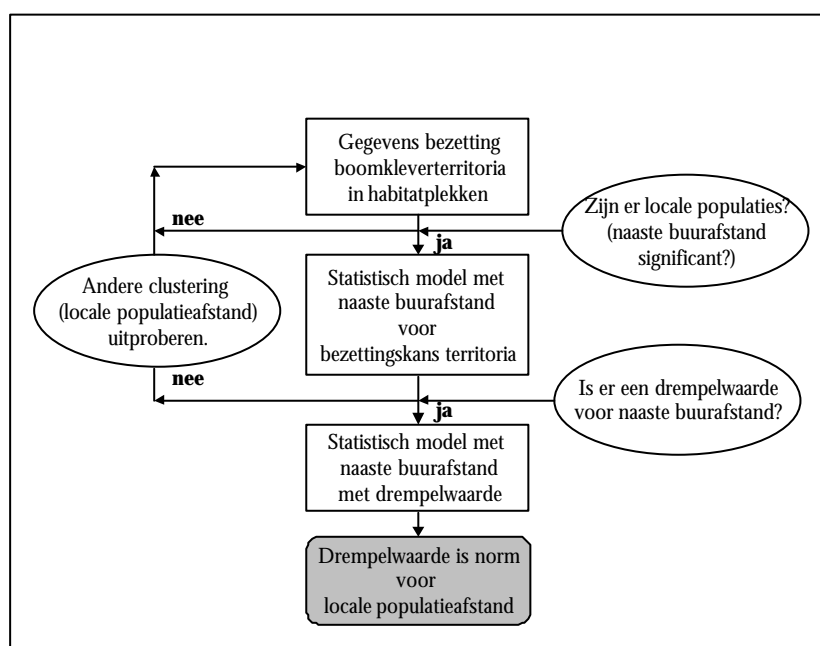 Gegevens bezetting
boomkleverterritoria
in habitatplekken
nee
Zijn er locale populaties?
(naaste buurafstand
significant?)
ja
Andere clustering
(locale populatieafstand)
uitproberen.
Statistisch model met
naaste buurafstand
voor
bezettingskans territoria
nee
Is er een drempelwaarde
voor naaste buurafstand?
ja
Statistisch model met
naaste buurafstand
met drempelwaarde
Drempelwaarde is norm
voor
locale populatieafstand